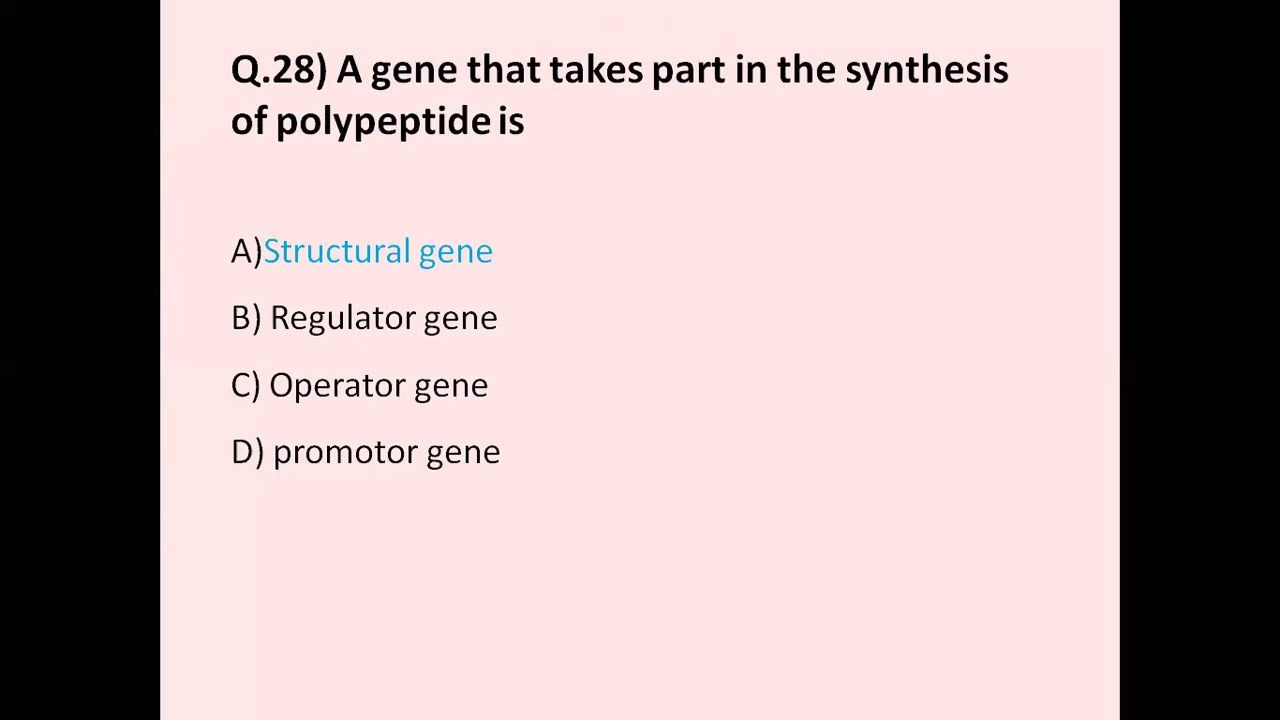 Q.28) A gene that takes part in the synthesis
of polypeptide is
A)Structural gene
B) Regulator gene
C) Operator gene
D) promotor gene